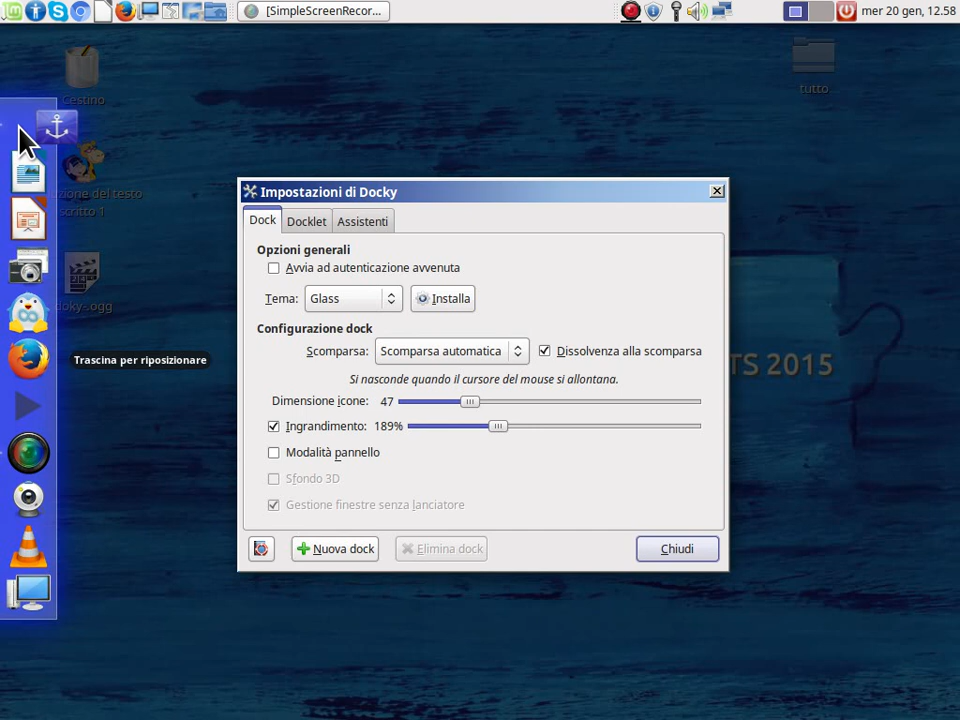 [SimpleScreenRecor...
mer 20 gen, 12.58
Cestino
tutto
zione del testo
scritto 1
doky-.ogg
Trascina per riposizionare
TS 2015
Impostazioni di Docky
Dock
Docklet
Assistenti
Opzioni generali
Avvia ad autenticazione avvenuta
Tema:
Glass
Installa
Configurazione dock
Scomparsa:
Scomparsa automatica
Dissolvenza alla scomparsa
Si nasconde quando il cursore del mouse si allontana.
Dimensione icone: 47
Ingrandimento: 189%
Modalità pannello
Sfondo 3D
Gestione finestre senza lanciatore
Nuova dock
Elimina dock
Chiudi